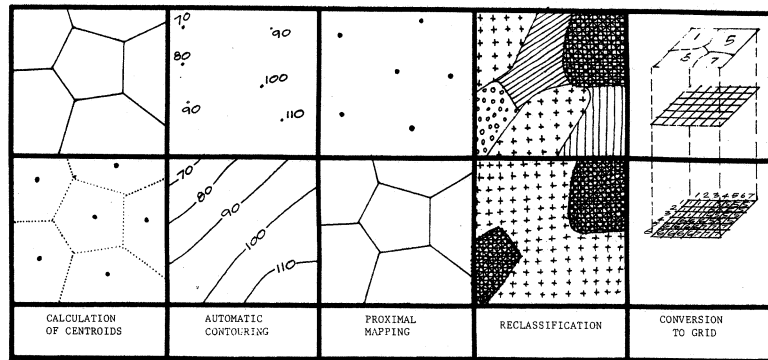 70
80
90
90
100
110
1
5
8
7
70
80
90
100
110
1 2 3 4 5 6 7
CALCULATION
OF CENTROIDS
AUTOMATIC
CONTOURING
PROXIMAL
MAPPING
RECLASSIFICATION
CONVERSION
TO GRID